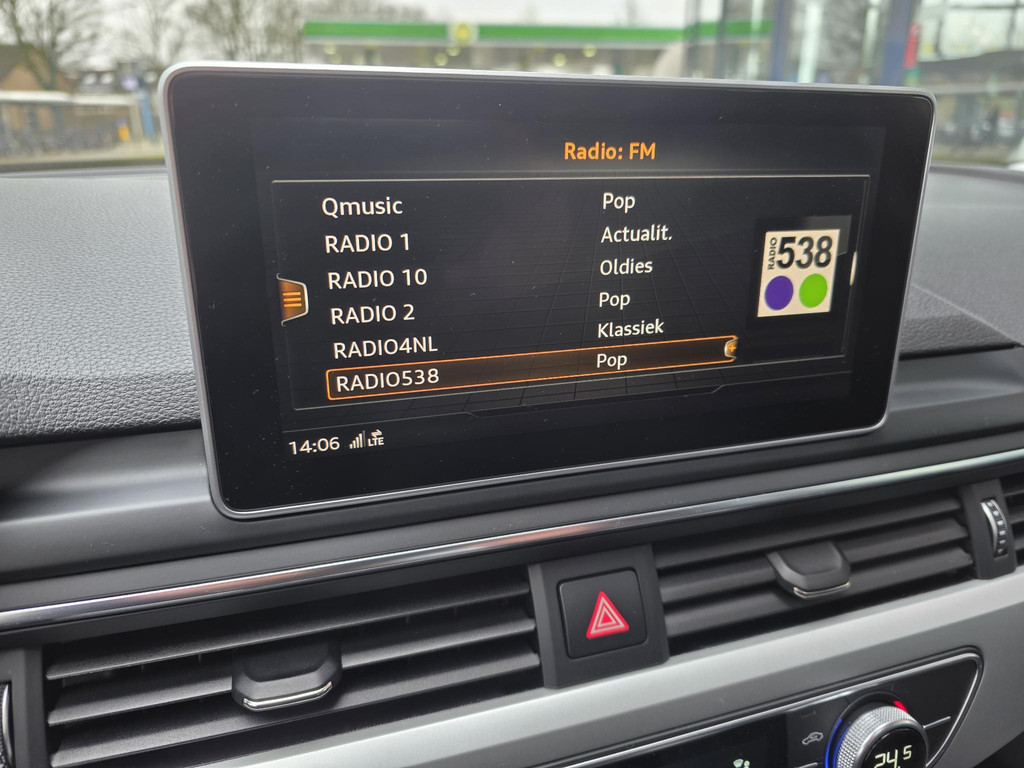 Radio: FM
Qmusic Pop
RADIO 1 Actualit.
RADIO 10 Oldies
RADIO 2 Pop
RADIO4NL Klassiek
RADIO538 Pop
RADIO 538
14:06 LTE
24.5